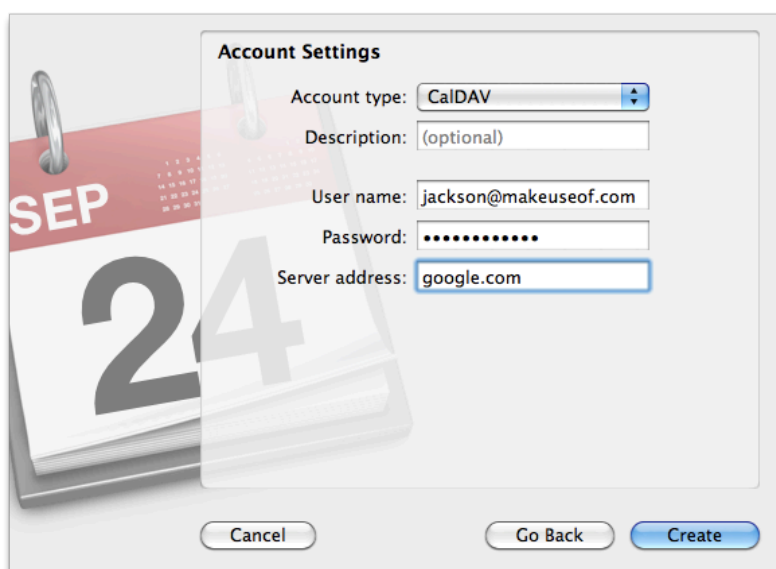 Account Settings
Account type: CalDAV
Description: (optional)
User name: jackson@makeuseof.com
Password: ••••••••••••
Server address: google.com
SEP
24
Cancel
Go Back
Create